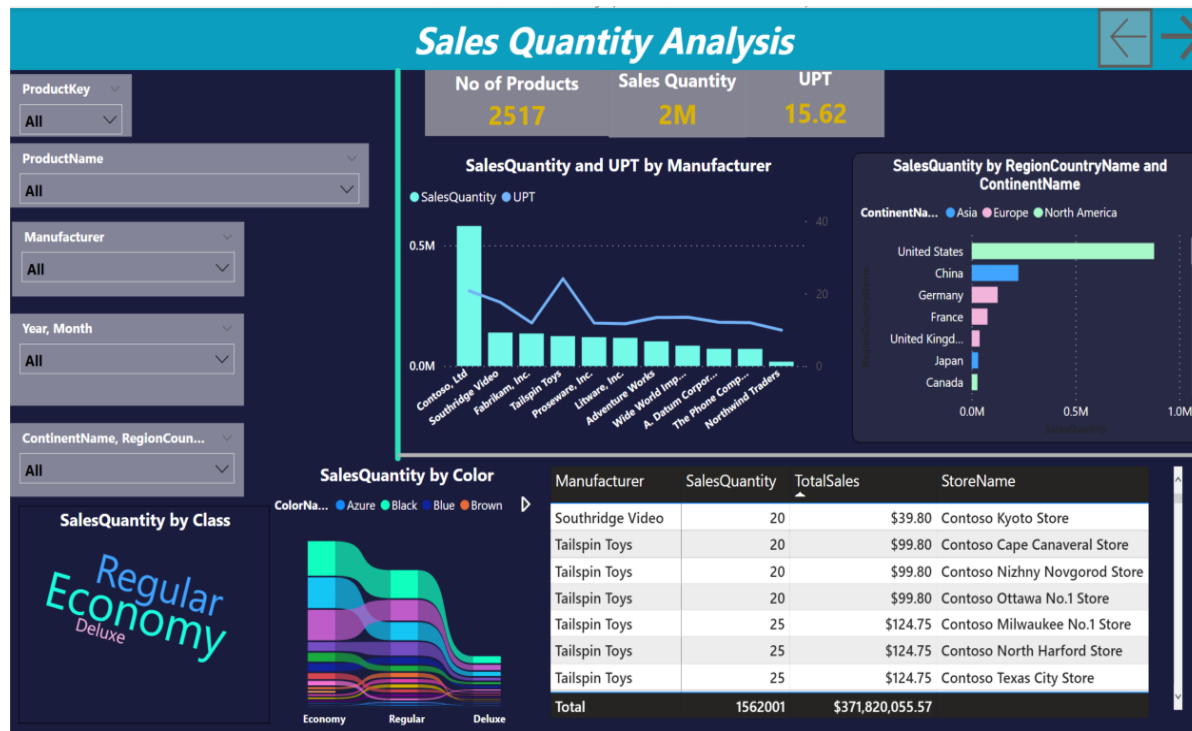 Sales Quantity Analysis
ProductKey
All
ProductName
All
Manufacturer
All
Year, Month
All
ContinentName, RegionCoun...
All
No of Products
2517
Sales Quantity
2M
UPT
15.62
SalesQuantity and UPT by Manufacturer
SalesQuantity UPT
40
0.5M
20
0.0M
0
Contoso, Ltd
Southridge Video
Fabrikam, Inc.
Tailspin Toys
Proseware, Inc.
Litware, Inc.
Adventure Works
Wide World Imp...
A. Datum Corpor...
The Phone Comp...
Northwind Traders
SalesQuantity by RegionCountryName and
ContinentName
ContinentNa... Asia Europe North America
United States
China
Germany
France
United Kingd...
Japan
Canada
0.0M 0.5M 1.0M
SalesQuantity
SalesQuantity by Class
Regular
Economy
Deluxe
SalesQuantity by Color
ColorNa... Azure Black Blue Brown
Economy Regular Deluxe
Manufacturer SalesQuantity TotalSales StoreName
Southridge Video 20 $39.80 Contoso Kyoto Store
Tailspin Toys 20 $99.80 Contoso Cape Canaveral Store
Tailspin Toys 20 $99.80 Contoso Nizhny Novgorod Store
Tailspin Toys 20 $99.80 Contoso Ottawa No.1 Store
Tailspin Toys 25 $124.75 Contoso Milwaukee No.1 Store
Tailspin Toys 25 $124.75 Contoso North Harford Store
Tailspin Toys 25 $124.75 Contoso Texas City Store
Total 1562001 $371,820,055.57